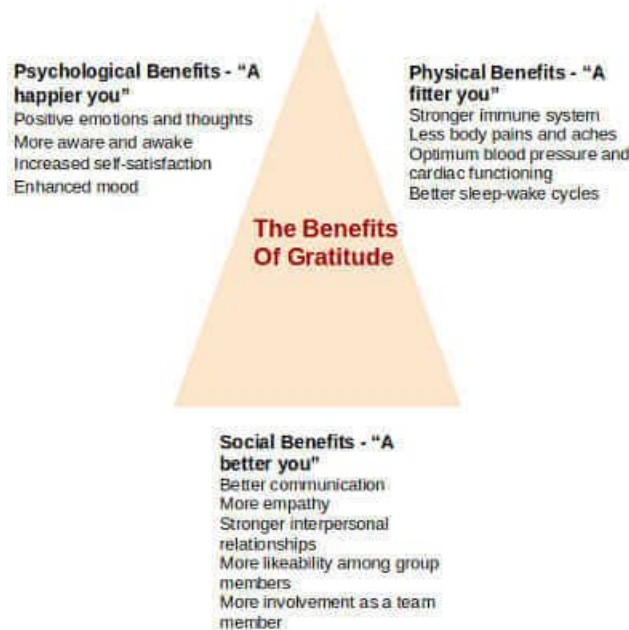 Psychological Benefits - “A
happier you”
Positive emotions and thoughts
More aware and awake
Increased self-satisfaction
Enhanced mood
Physical Benefits - “A
fitter you”
Stronger immune system
Less body pains and aches
Optimum blood pressure and
cardiac functioning
Better sleep-wake cycles
The Benefits
Of Gratitude
Social Benefits - “A
better you”
Better communication
More empathy
Stronger interpersonal
relationships
More likeability among group
members
More involvement as a team
member